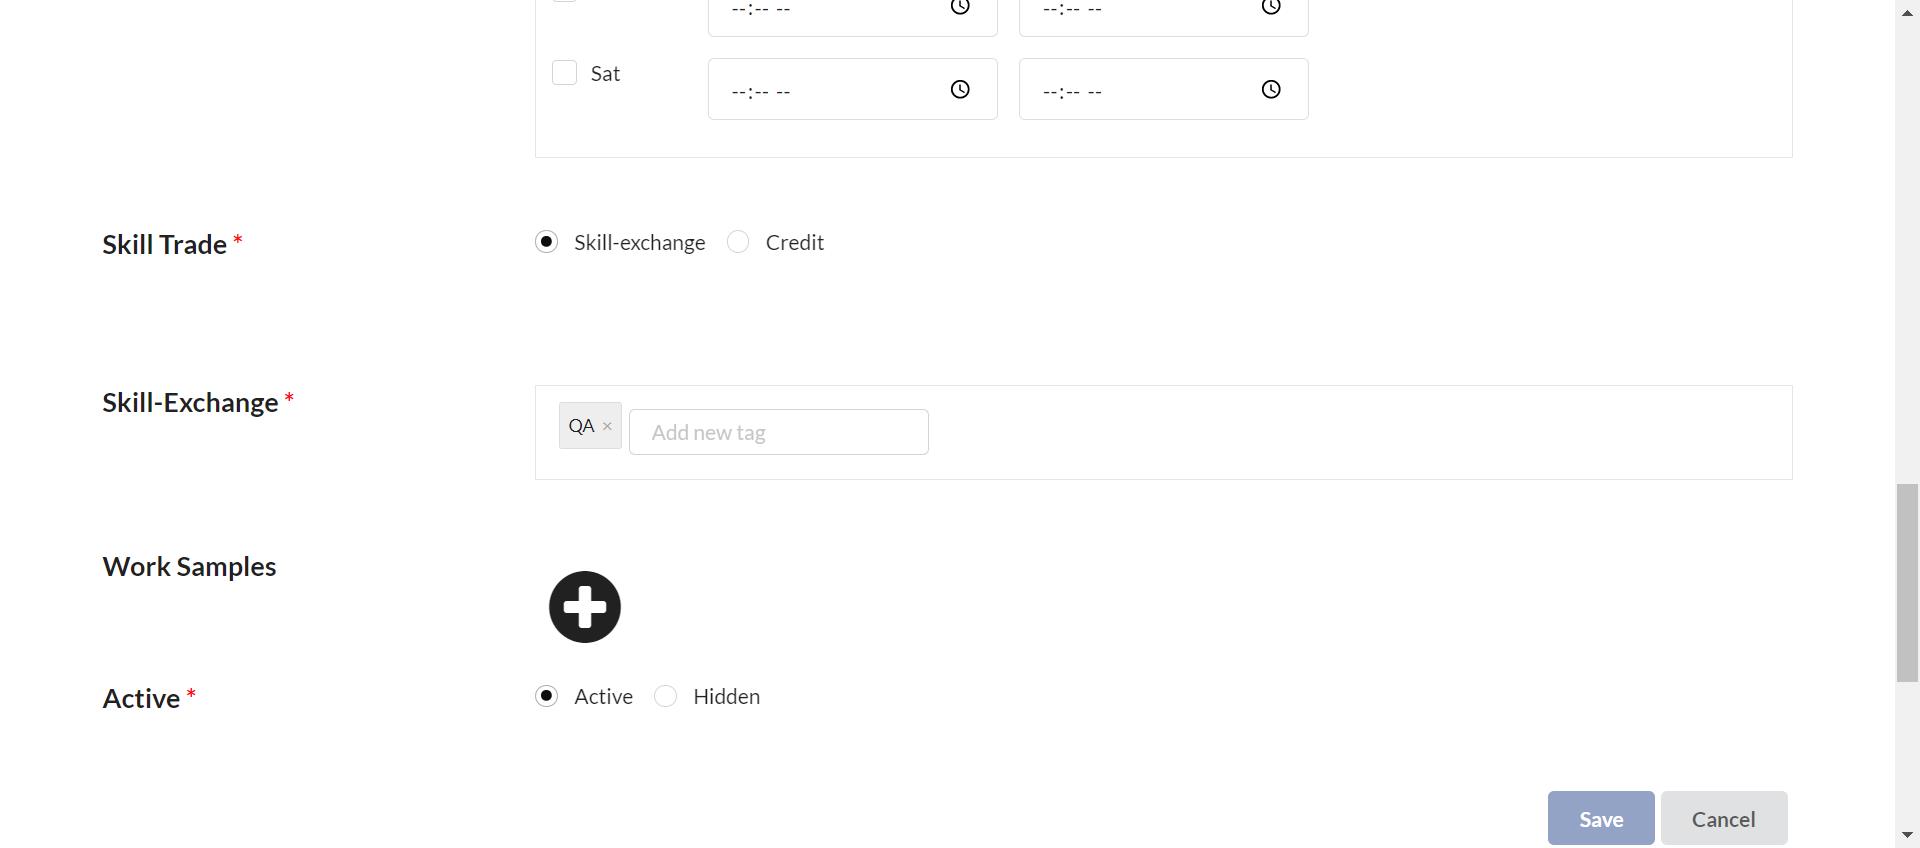 --:-- -- --:-- --
Sat --:-- -- --:-- --
Skill Trade * Skill-exchange Credit
Skill-Exchange *
QA × Add new tag
Work Samples
Active * Active Hidden
Save Cancel